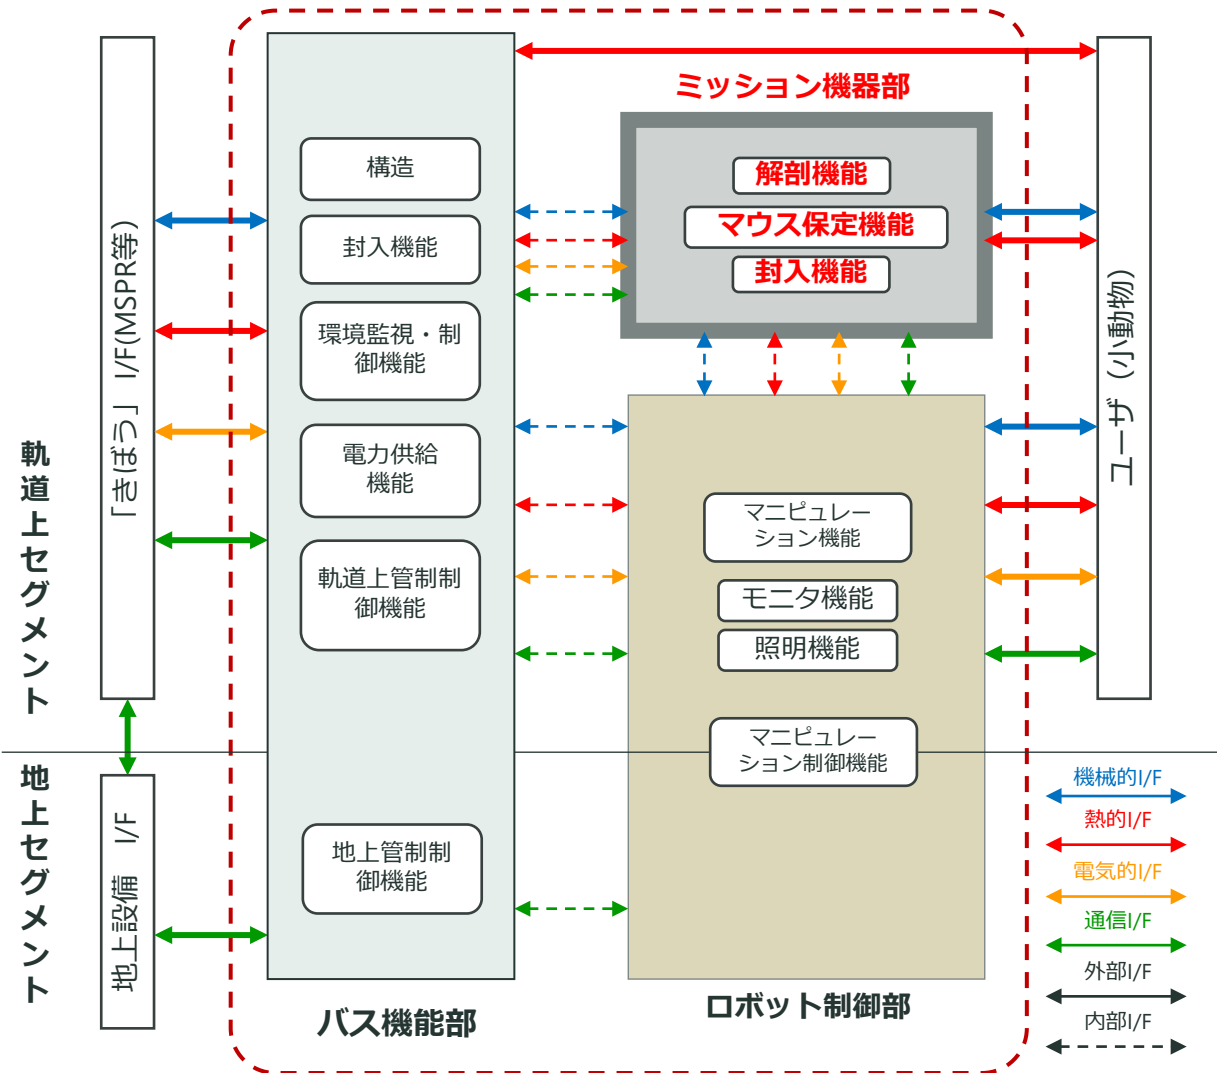 軌道上セグメント
地上セグメント
「きぼう」 I/F(MSPR等)
地上設備 I/F
構造
封入機能
環境監視・制
御機能
電力供給
機能
軌道上管制制
御機能
地上管制制
御機能
バス機能部
ミッション機器部
解剖機能
マウス保定機能
封入機能
マニピュレー
ション機能
モニタ機能
照明機能
マニピュレー
ション制御機能
ロボット制御部
ユーザ（小動物）
機械的I/F
熱的I/F
電気的I/F
通信I/F
外部I/F
内部I/F